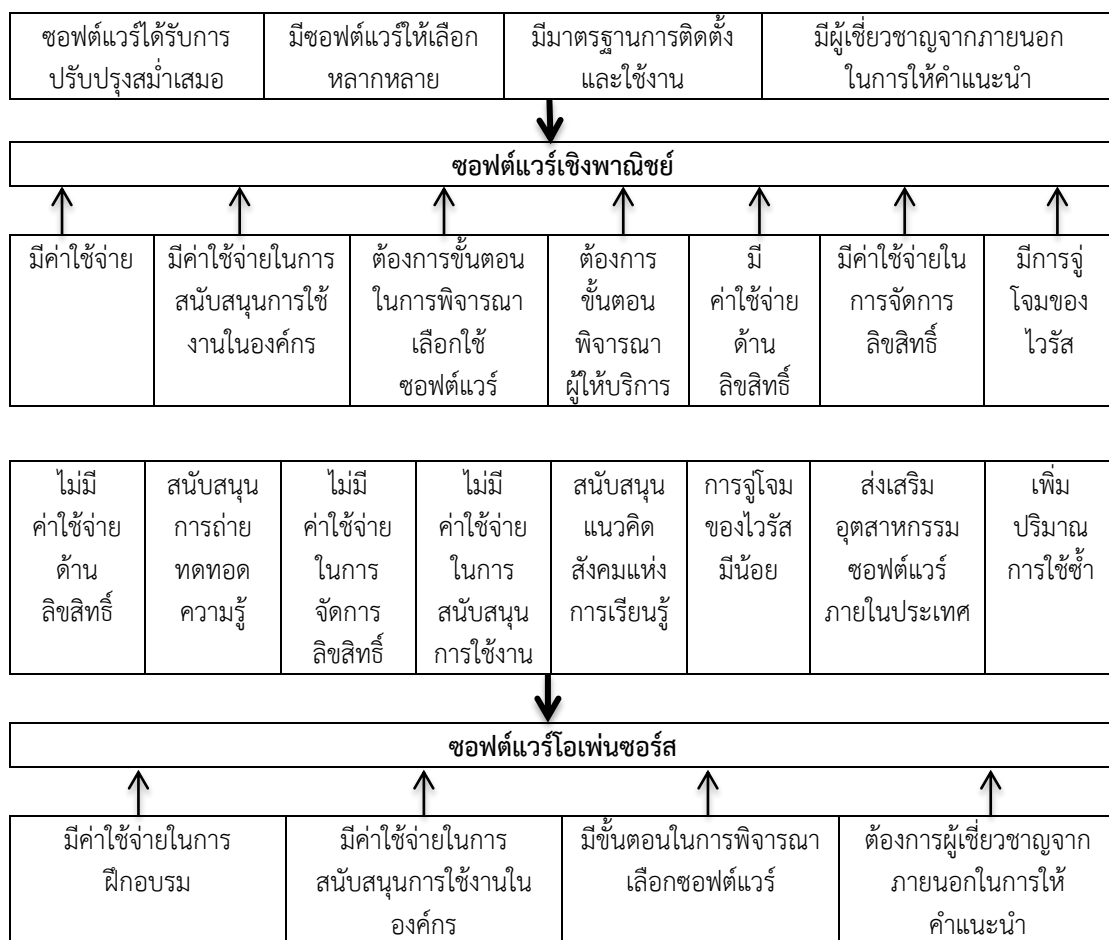 ซอฟต์แวร์ได้รับการ
ปรับปรุงสม่ำเสมอ
มีซอฟต์แวร์ให้เลือก
หลากหลาย
มีมาตรฐานการติดตั้ง
และใช้งาน
มีผู้เชี่ยวชาญจากภายนอก
ในการให้คำแนะนำ
ซอฟต์แวร์เชิงพาณิชย์
มีค่าใช้จ่าย
มีค่าใช้จ่ายในการ
สนับสนุนการใช้
งานในองค์กร
ต้องการขั้นตอน
ในการพิจารณา
เลือกใช้
ซอฟต์แวร์
ต้องการ
ขั้นตอน
พิจารณา
ผู้ให้บริการ
มี
ค่าใช้จ่าย
ด้าน
ลิขสิทธิ์
มีค่าใช้จ่ายใน
การจัดการ
ลิขสิทธิ์
มีการจู่
โจมของ
ไวรัส
ไม่มี
ค่าใช้จ่าย
ด้าน
ลิขสิทธิ์
สนับสนุน
การถ่าย
ทดทอด
ความรู้
ไม่มี
ค่าใช้จ่าย
ในการ
จัดการ
ลิขสิทธิ์
ไม่มี
ค่าใช้จ่าย
ในการ
สนับสนุน
การใช้งาน
สนับสนุน
แนวคิด
สังคมแห่ง
การเรียนรู้
การจู่โจม
ของไวรัส
มีน้อย
ส่งเสริม
อุตสาหกรรม
ซอฟต์แวร์
ภายในประเทศ
เพิ่ม
ปริมาณ
การใช้ซ้ำ
ซอฟต์แวร์โอเพ่นซอร์ส
มีค่าใช้จ่ายในการ
ฝึกอบรม
มีค่าใช้จ่ายในการ
สนับสนุนการใช้งานใน
องค์กร
มีขั้นตอนในการพิจารณา
เลือกซอฟต์แวร์
ต้องการผู้เชี่ยวชาญจาก
ภายนอกในการให้
คำแนะนำ